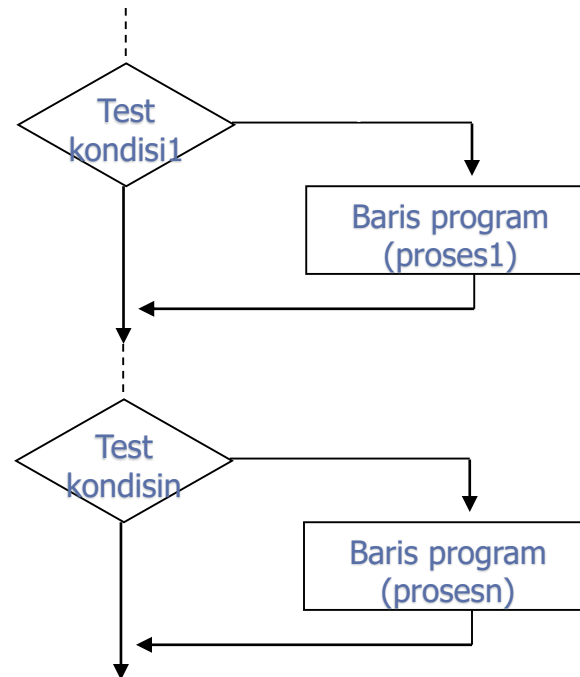 Test
kondisi1
Baris program
(proses1)
Test
kondisin
Baris program
(prosesn)